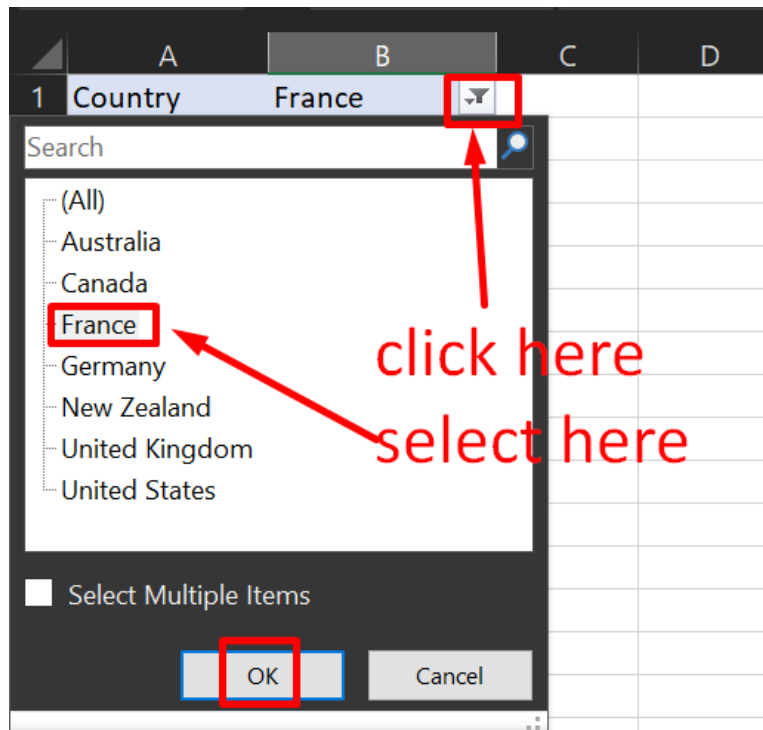 A B C D
1 Country France
Search
(All)
Australia
Canada
France
Germany
click here
New Zealand
select here
United Kingdom
United States
Select Multiple Items
OK Cancel